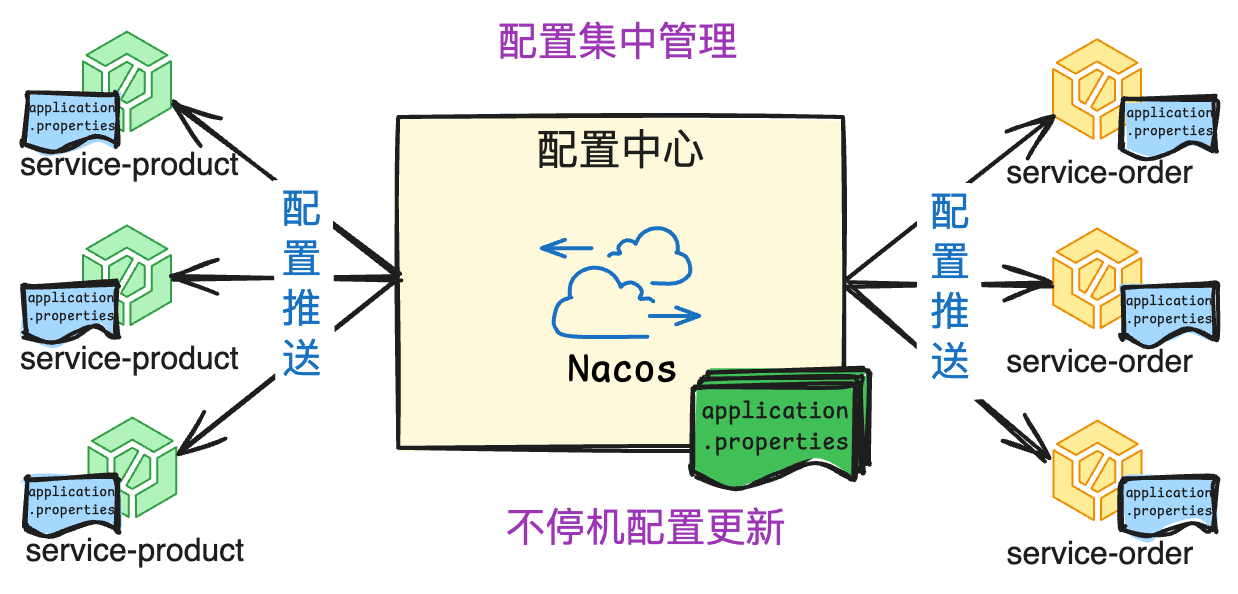 配置集中管理
application
.properties
service-product
application
.properties
service-product
application
.properties
service-product
配置推送
配置中心
Nacos
application
.properties
配置推送
application
.properties
service-order
application
.properties
service-order
application
.properties
service-order
不停机配置更新